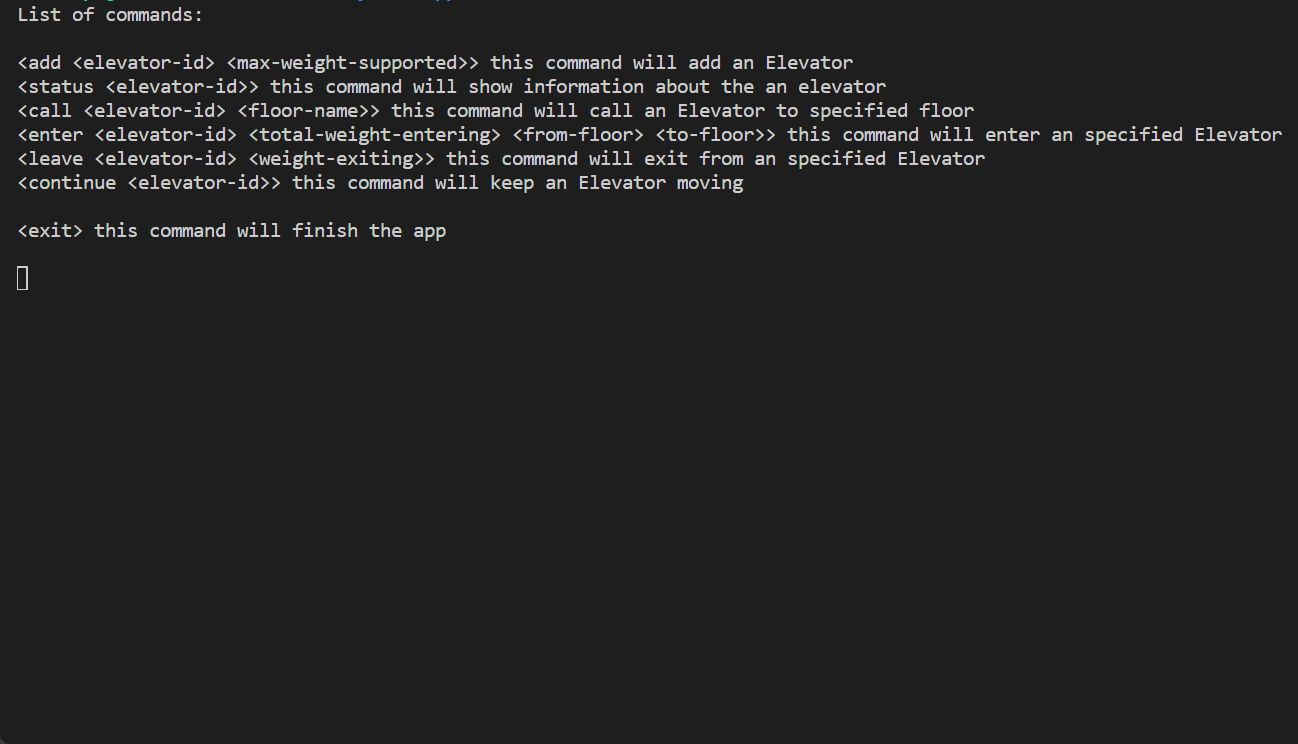 List of commands:
<add <elevator-id> <max-weight-supported>> this command will add an Elevator
<status <elevator-id>> this command will show information about the an elevator
<call <elevator-id> <floor-name>> this command will call an Elevator to specified floor
<enter <elevator-id> <total-weight-entering> <from-floor> <to-floor>> this command will enter an specified Elevator
<leave <elevator-id> <weight-exiting>> this command will exit from an specified Elevator
<continue <elevator-id>> this command will keep an Elevator moving
<exit> this command will finish the app